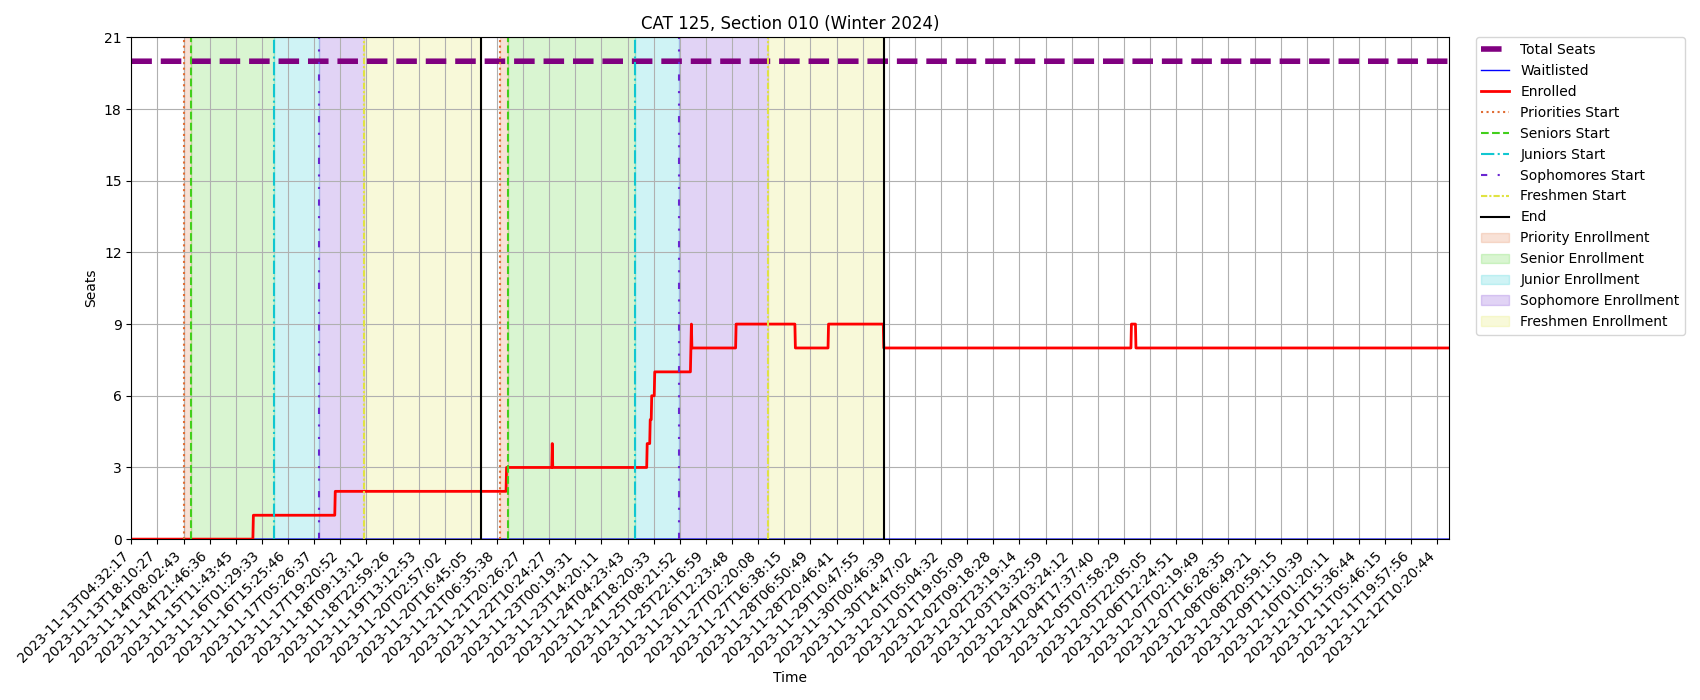 CAT 125, Section 010 (Winter 2024)
21
18
15
12
9
6
3
0
Seats
2023-11-13T04:32:17
2023-11-13T18:10:27
2023-11-14T08:02:43
2023-11-14T21:46:36
2023-11-15T11:43:45
2023-11-16T01:29:33
2023-11-16T15:25:46
2023-11-17T05:26:37
2023-11-17T19:20:52
2023-11-18T09:13:12
2023-11-18T22:59:26
2023-11-19T13:12:53
2023-11-20T02:57:02
2023-11-20T16:45:05
2023-11-21T06:35:38
2023-11-21T20:26:27
2023-11-22T10:24:27
2023-11-23T00:19:31
2023-11-23T14:20:11
2023-11-24T04:23:43
2023-11-24T18:20:33
2023-11-25T08:21:52
2023-11-25T22:16:59
2023-11-26T12:23:48
2023-11-27T02:20:08
2023-11-27T16:38:15
2023-11-28T06:50:49
2023-11-28T20:46:41
2023-11-29T10:47:55
2023-11-30T00:46:39
2023-11-30T14:47:02
2023-12-01T05:04:32
2023-12-01T19:05:09
2023-12-02T09:18:28
2023-12-02T23:19:14
2023-12-03T13:32:59
2023-12-04T03:24:12
2023-12-04T17:37:40
2023-12-05T07:58:29
2023-12-05T22:05:05
2023-12-06T12:24:51
2023-12-07T02:19:49
2023-12-07T16:28:35
2023-12-08T06:49:21
2023-12-08T20:59:15
2023-12-09T11:10:39
2023-12-10T01:20:11
2023-12-10T15:36:44
2023-12-11T05:46:15
2023-12-11T19:57:56
2023-12-12T10:20:44
Time
Total Seats
Waitlisted
Enrolled
Priorities Start
Seniors Start
Juniors Start
Sophomores Start
Freshmen Start
End
Priority Enrollment
Senior Enrollment
Junior Enrollment
Sophomore Enrollment
Freshmen Enrollment